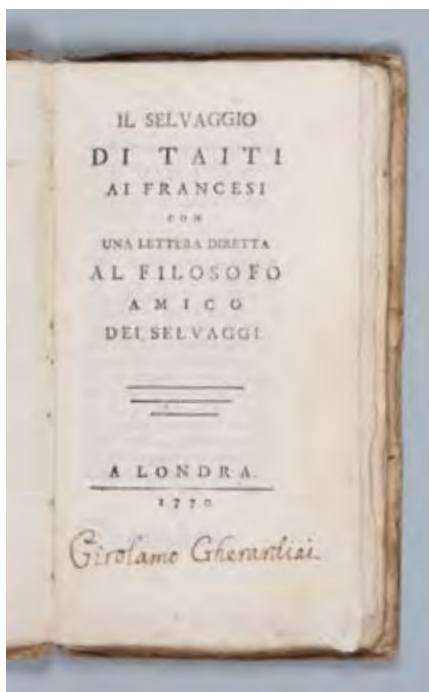 IL SELVAGGIO
DI TAITI
AI FRANCESI
CON
UNA LETTERA DIRETTA
AL FILOSOFO
AMICO
DEI SELVAGGI.
A LONDRA.
1770
Girolamo Gherardini.